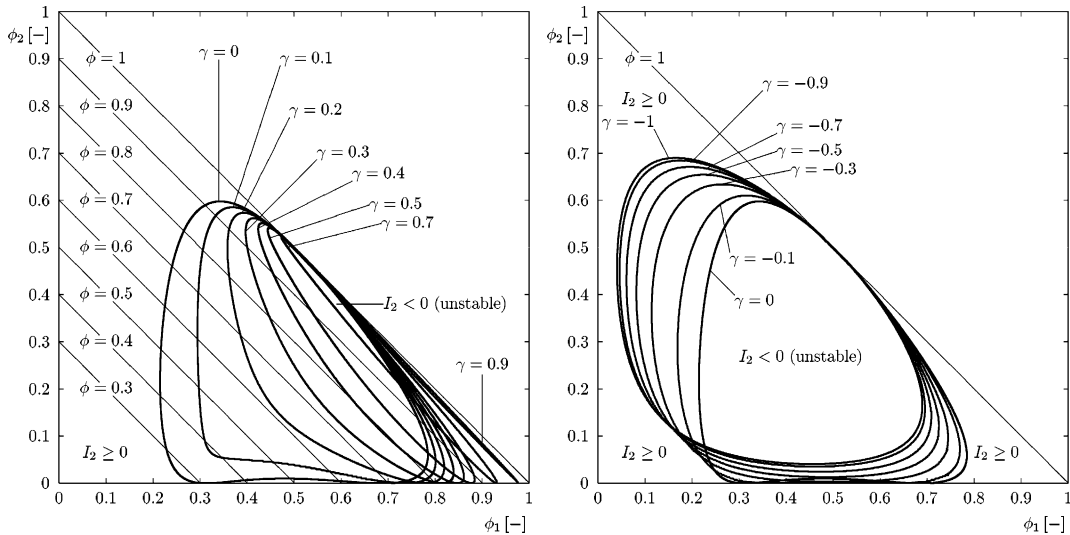 1
ϕ₂ [−]
0.9
0.8
0.7
0.6
0.5
0.4
0.3
0.2
0.1
0
0 0.1 0.2 0.3 0.4 0.5 0.6 0.7 0.8 0.9 1
ϕ₁ [−]
ϕ = 1
ϕ = 0.9
ϕ = 0.8
ϕ = 0.7
ϕ = 0.6
ϕ = 0.5
ϕ = 0.4
ϕ = 0.3
γ = 0
γ = 0.1
γ = 0.2
γ = 0.3
γ = 0.4
γ = 0.5
γ = 0.7
I₂ < 0 (unstable)
γ = 0.9
I₂ ≥ 0
1
ϕ₂ [−]
0.9
0.8
0.7
0.6
0.5
0.4
0.3
0.2
0.1
0
0 0.1 0.2 0.3 0.4 0.5 0.6 0.7 0.8 0.9 1
ϕ₁ [−]
ϕ = 1
γ = −0.9
I₂ ≥ 0
γ = −1
γ = −0.7
γ = −0.5
γ = −0.3
γ = −0.1
γ = 0
I₂ < 0 (unstable)
I₂ ≥ 0
I₂ ≥ 0